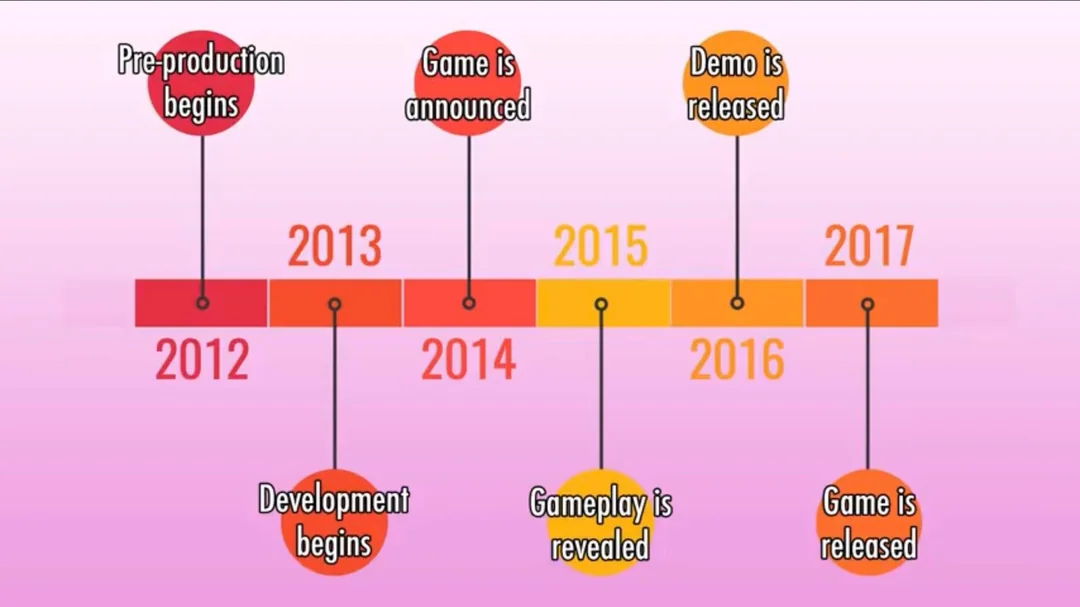 Pre-production
begins
Game is
announced
Demo is
released
2013
2015
2017
2012
2014
2016
Development
begins
Gameplay is
revealed
Game is
released